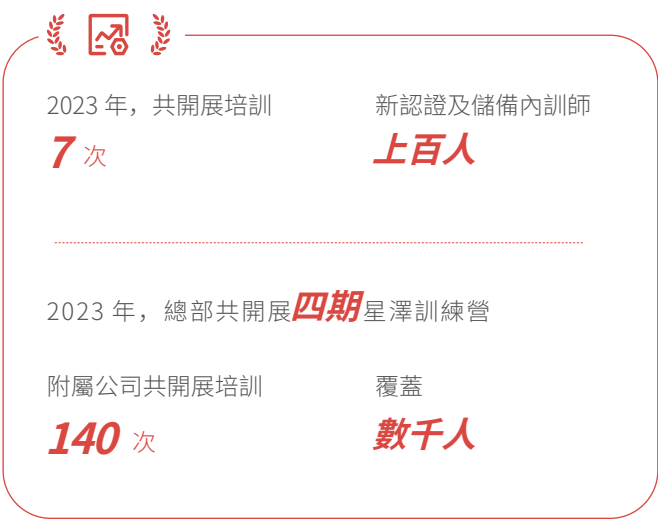 2023 年，共開展培訓
7 次
新認證及儲備內訓師
上百人
2023 年，總部共開展四期星澤訓練營
附屬公司共開展培訓
140 次
覆蓋
數千人